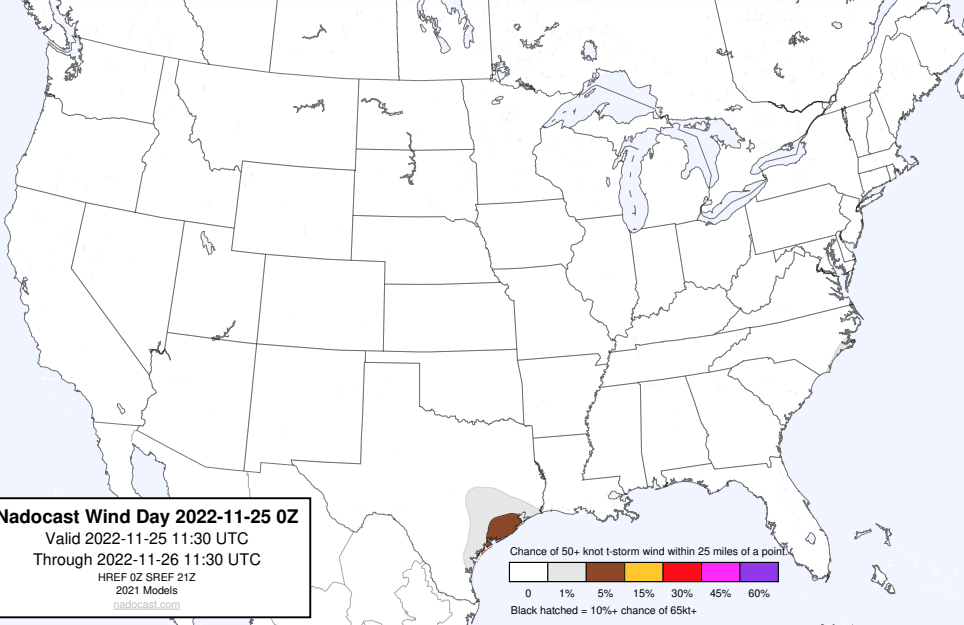 Nadocast Wind Day 2022-11-25 0Z
Valid 2022-11-25 11:30 UTC
Through 2022-11-26 11:30 UTC
HREF 0Z SREF 21Z
2021 Models
nadocast.com
Chance of 50+ knot t-storm wind within 25 miles of a point.
0 1% 5% 15% 30% 45% 60%
Black hatched = 10%+ chance of 65kt+